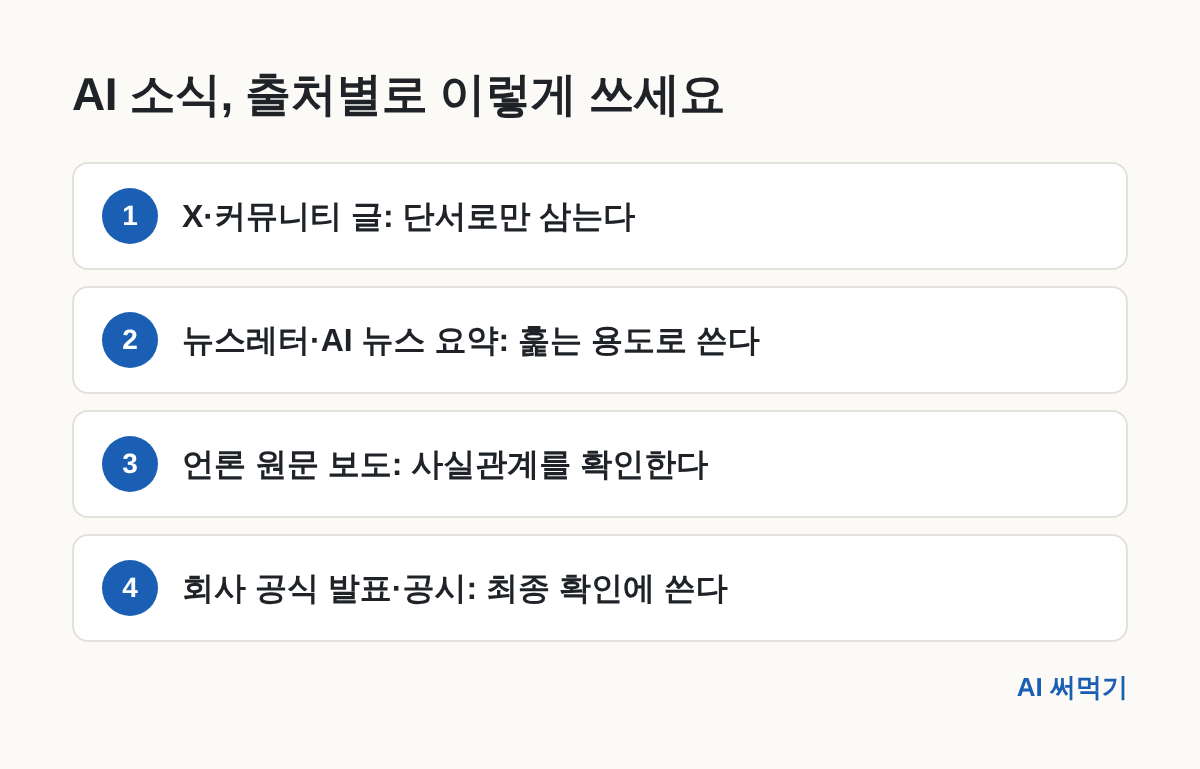 AI 소식, 출처별로 이렇게 쓰세요
1 X·커뮤니티 글: 단서로만 삼는다
2 뉴스레터·AI 뉴스 요약: 훑는 용도로 쓴다
3 언론 원문 보도: 사실관계를 확인한다
4 회사 공식 발표·공시: 최종 확인에 쓴다
AI 써먹기